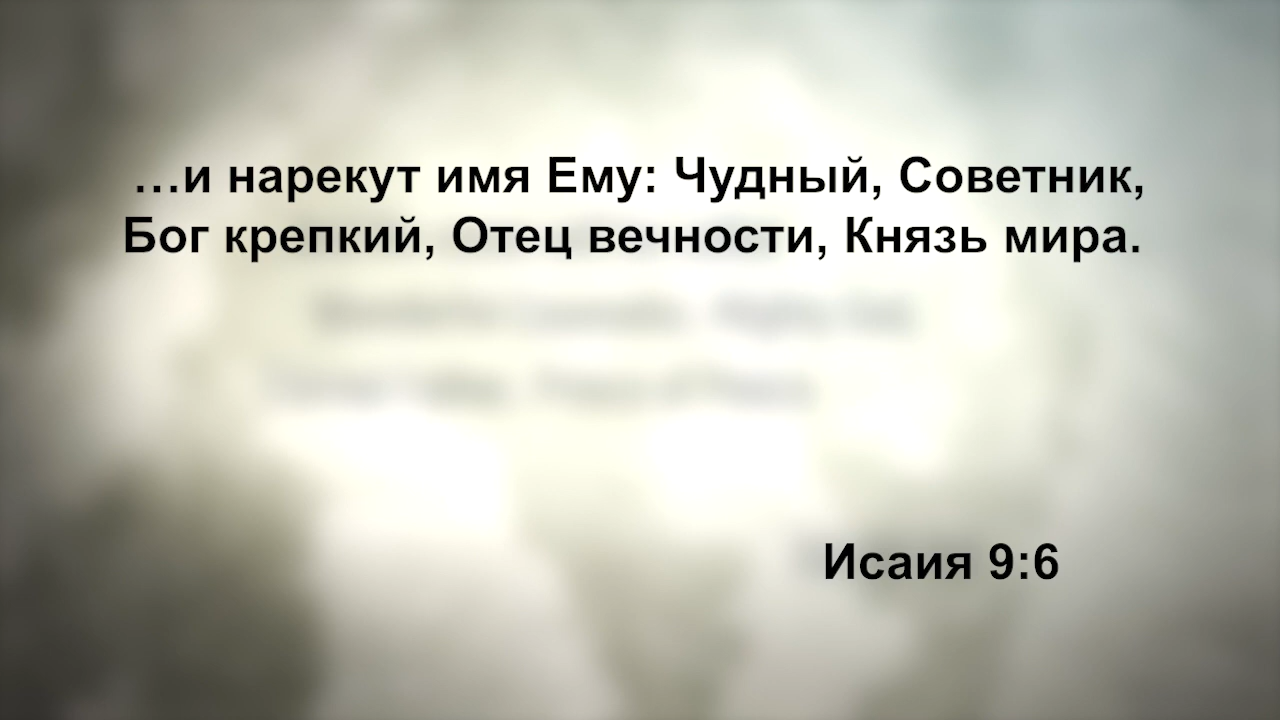 …и нарекут имя Ему: Чудный, Советник,
Бог крепкий, Отец вечности, Князь мира.
Исаия 9:6